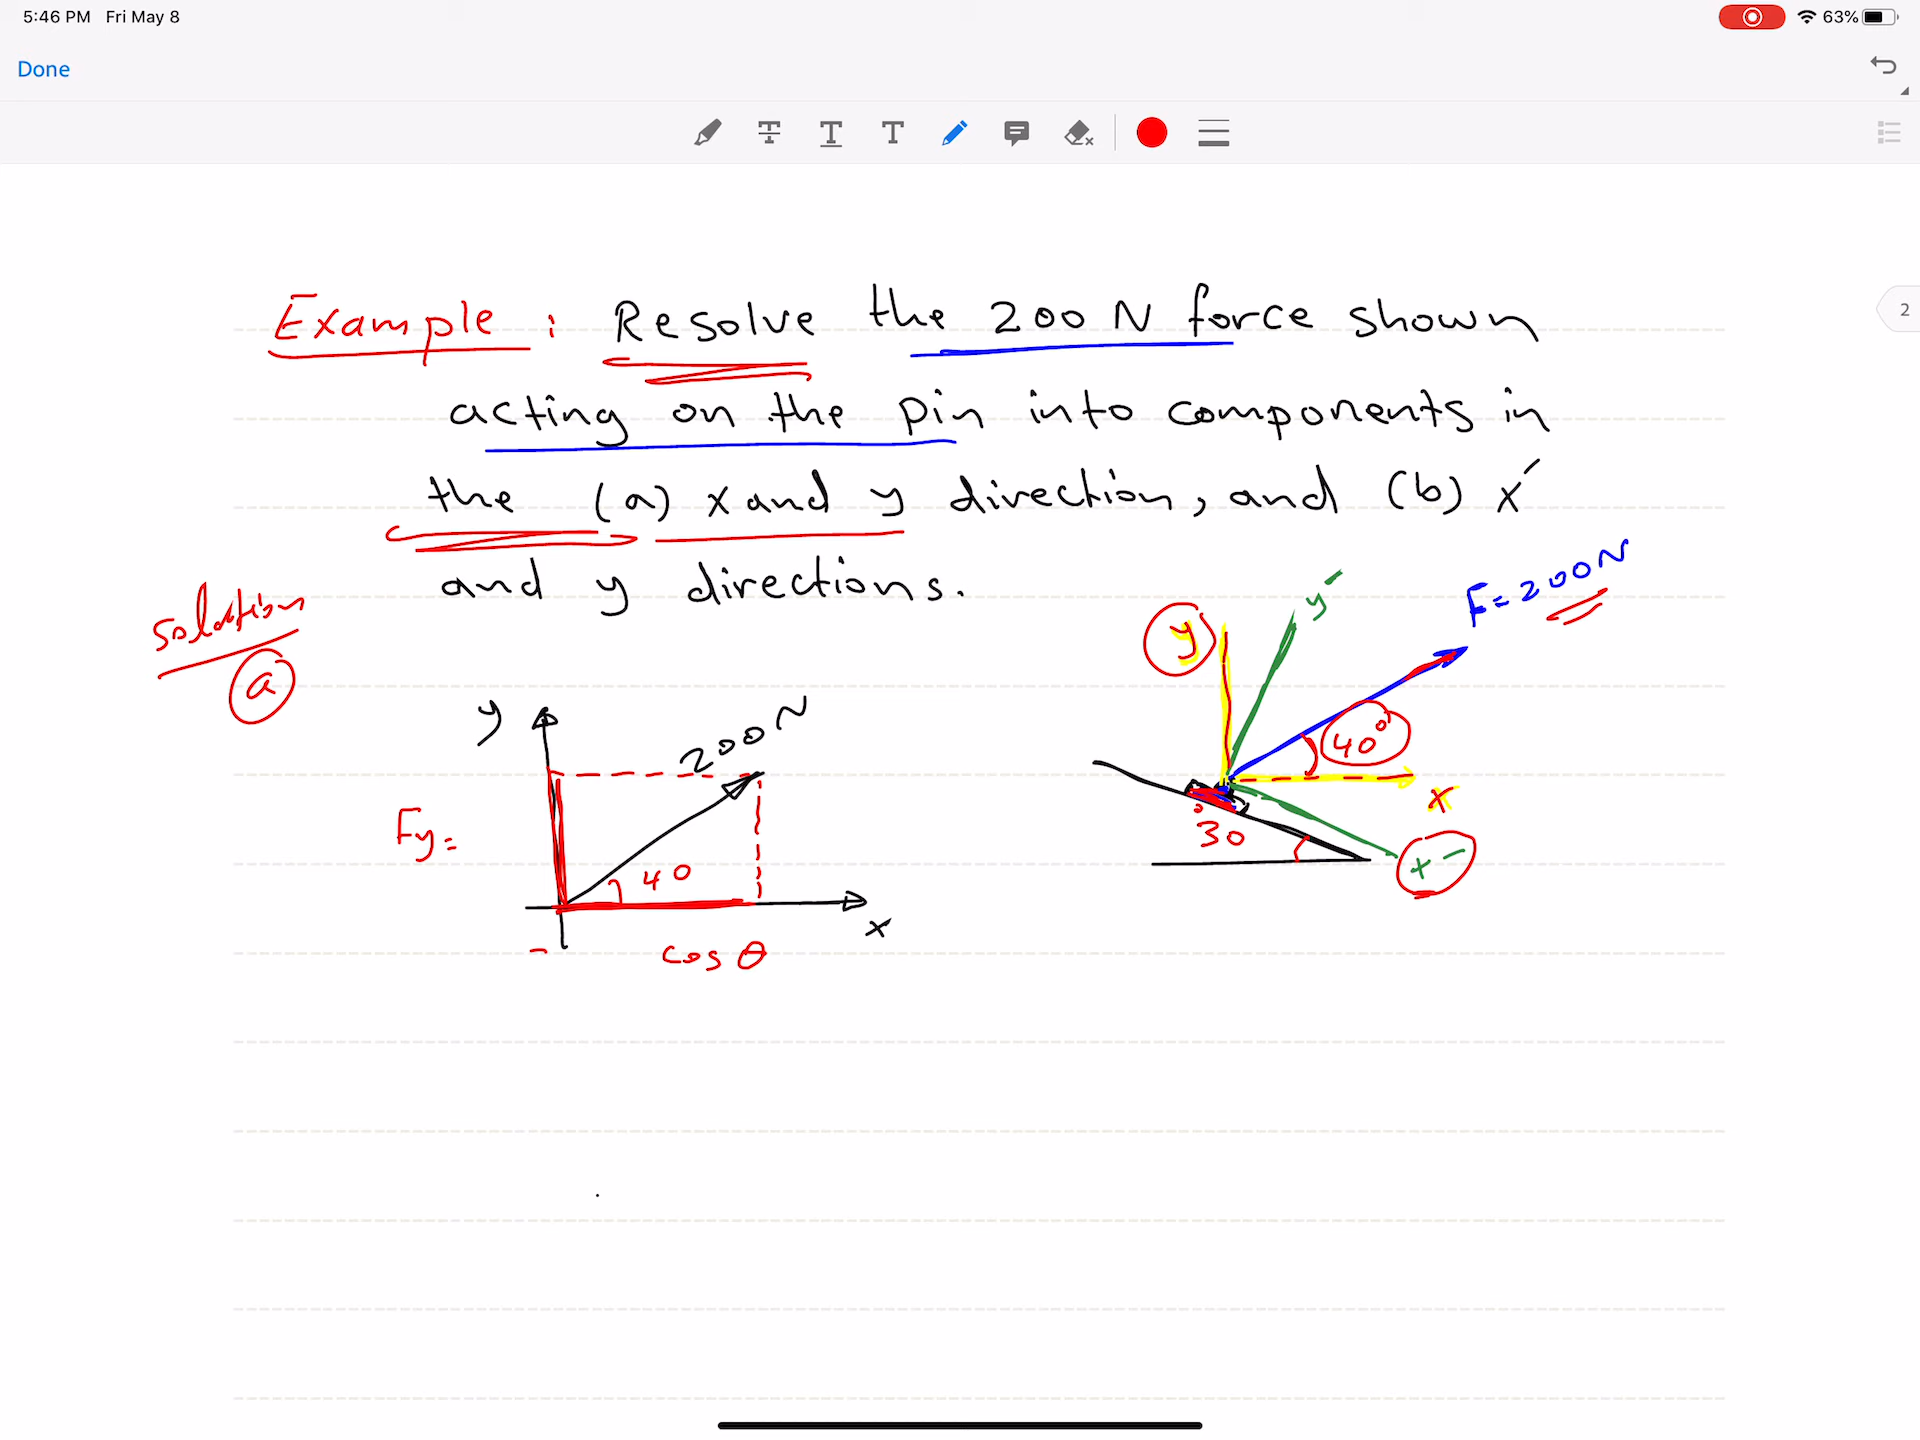 5:46 PM Fri May 8
63%
Done
2
Example : Resolve the 200 N force shown
acting on the pin into components in
the (a) x and y direction, and (b) x´
and y directions.
solution
a
y
200 N
Fy=
40
x
- cos θ
y
y´
F=200N
40°
x
30°
x´